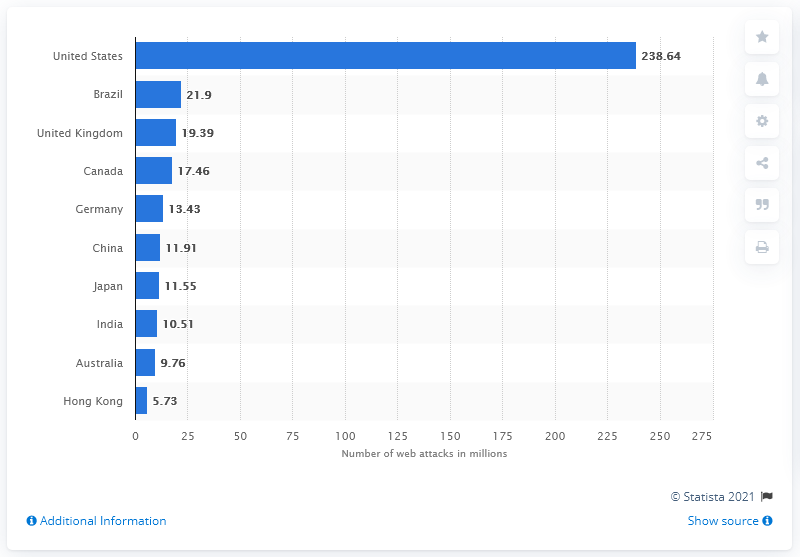 United States 238.64
Brazil 21.9
United Kingdom 19.39
Canada 17.46
Germany 13.43
China 11.91
Japan 11.55
India 10.51
Australia 9.76
Hong Kong 5.73
0 25 50 75 100 125 150 175 200 225 250 275
Number of web attacks in millions
© Statista 2021
Additional Information Show source